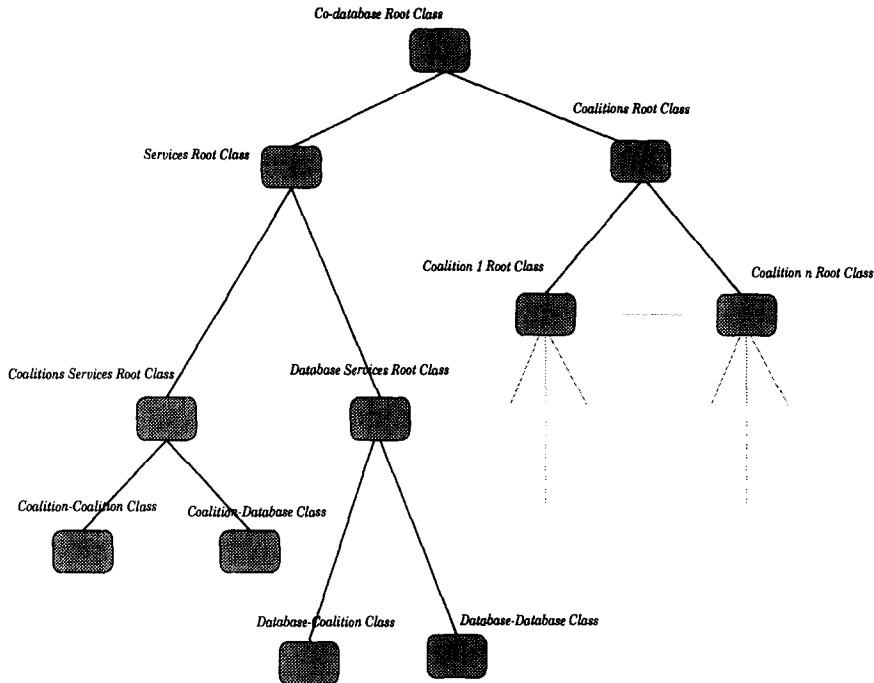 Co-database Root Class
Coalitions Root Class
Services Root Class
Coalition 1 Root Class
Coalition n Root Class
Coalitions Services Root Class
Database Services Root Class
Coalition-Coalition Class
Coalition-Database Class
Database-Coalition Class
Database-Database Class